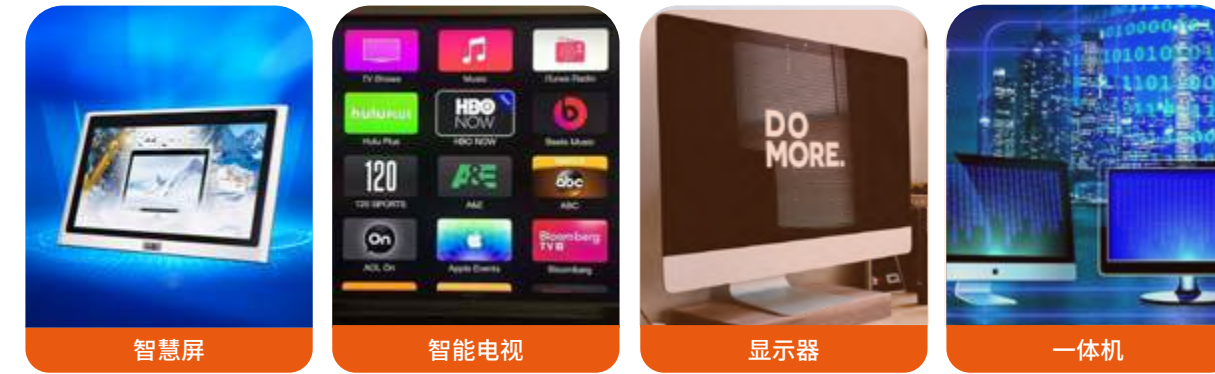 TV Shows
Music
iTunes Radio
huluPLUS
HBO
NOW
Hulu Plus
HBO NOW
Beats Music
120
A&E
abc
120 SPORTS
A&E
ABC
On
Bloomberg
TV
AOL On
Apple Events
Bloomberg
DO
MORE.
智慧屏
智能电视
显示器
一体机